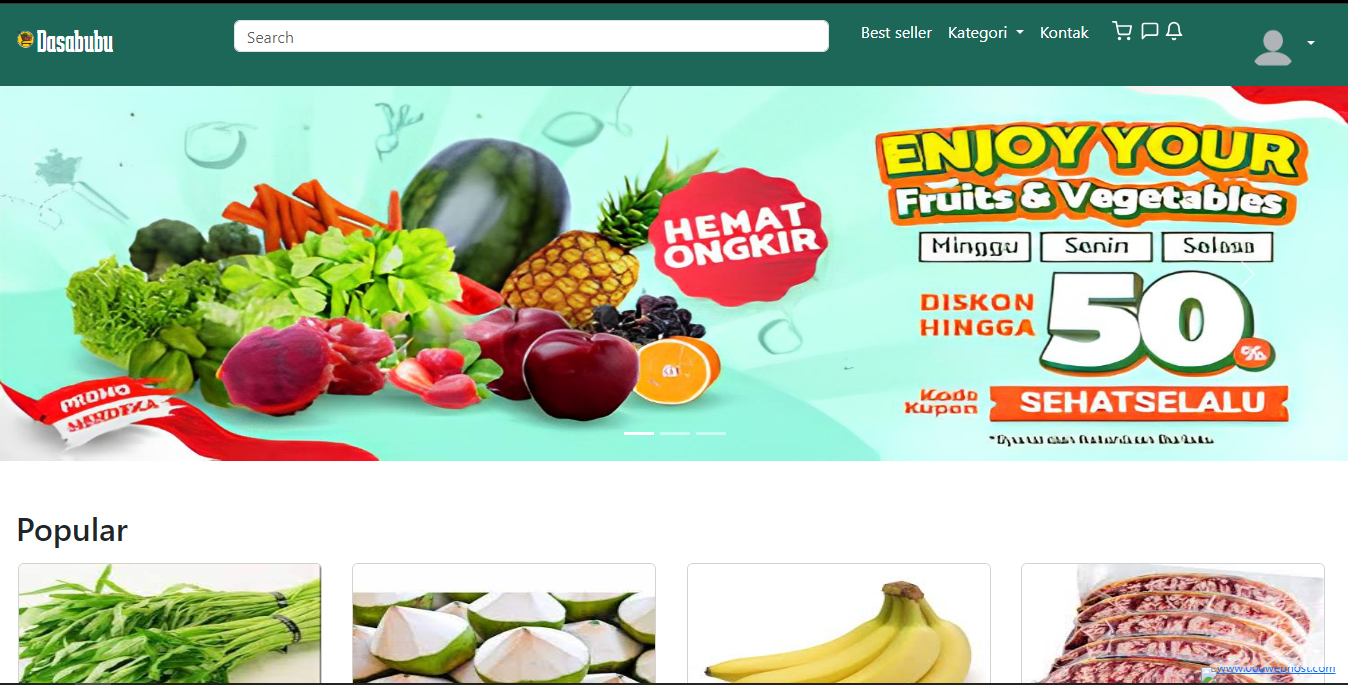 Dasabubu
Search
Best seller
Kategori
Kontak
HEMAT
ONGKIR
ENJOY YOUR
Fruits & Vegetables
Minggu
Senin
Selasa
DISKON
HINGGA
50%
Kode
Kupon
SEHATSELALU
PROMO
MERDEKA
Popular
www.000webhost.com